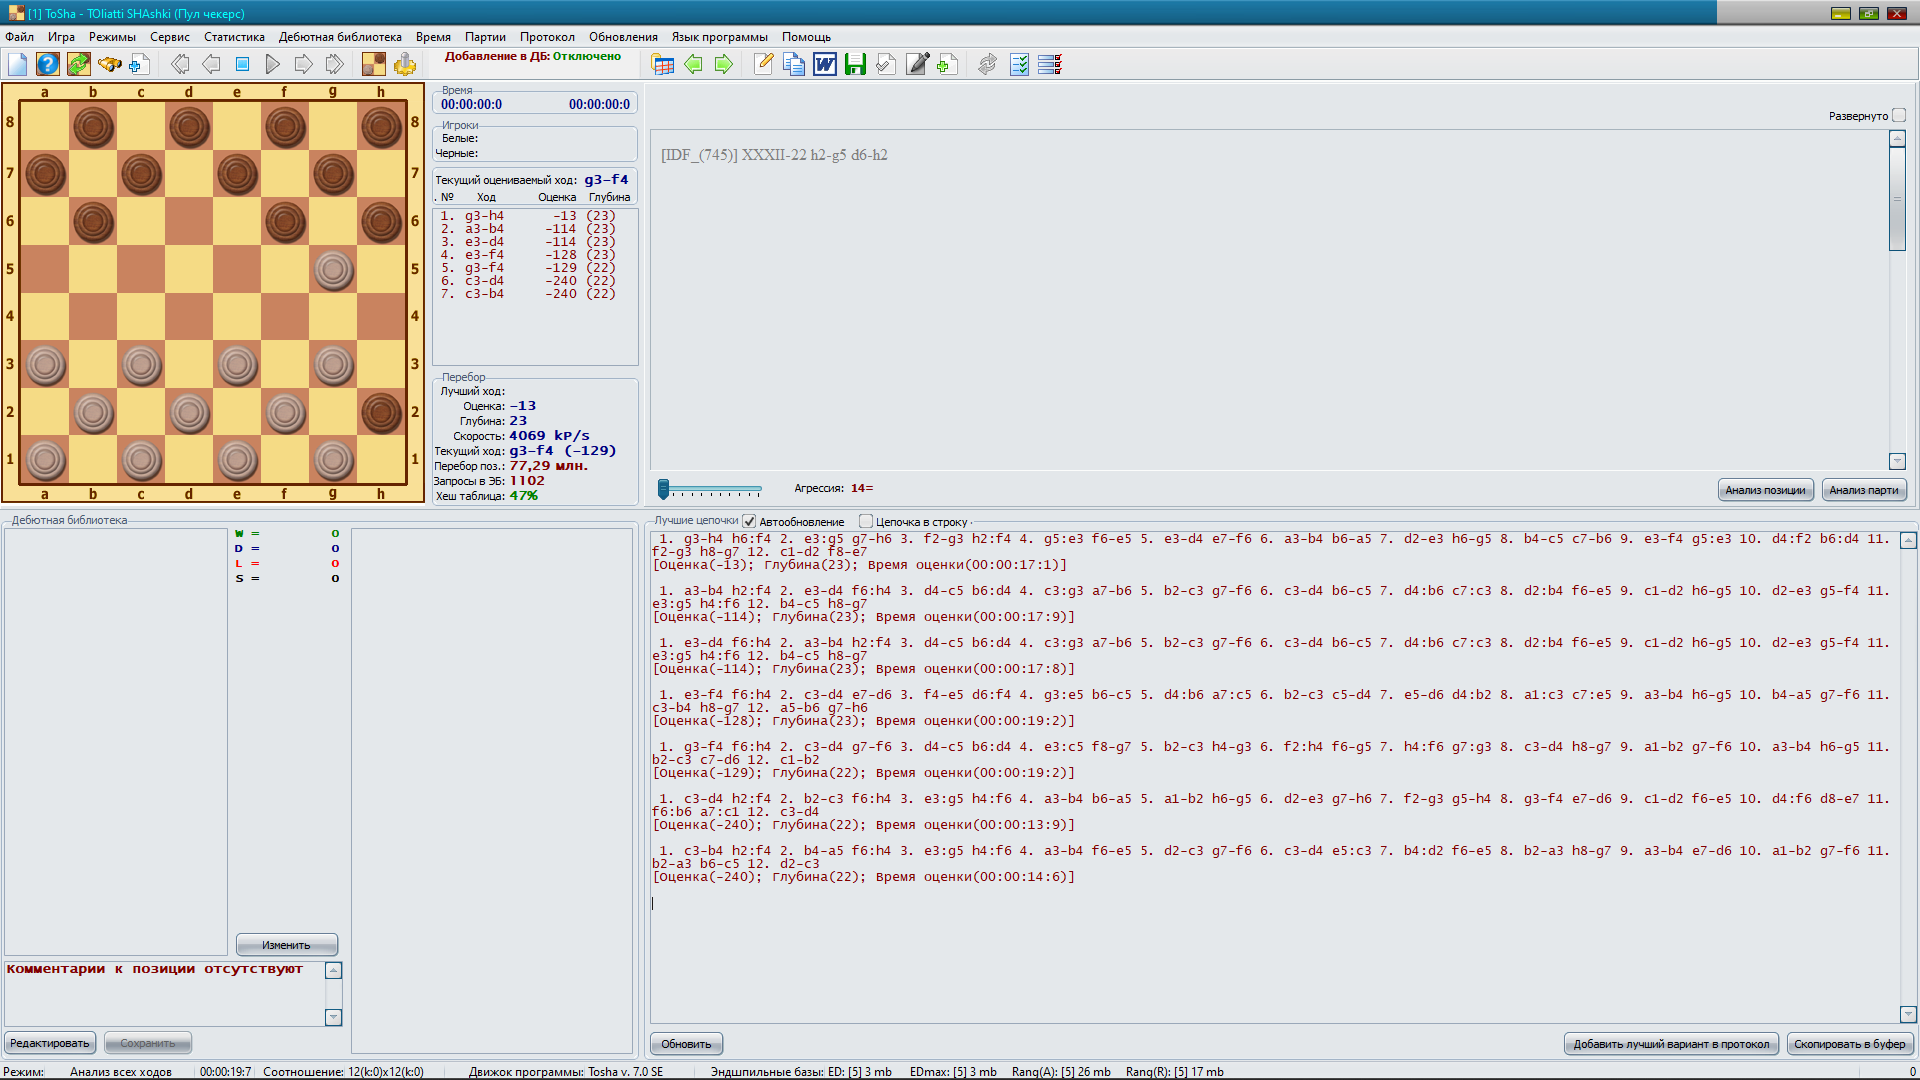 [1] ToSha - TOliatti SHAshki (Пул чекерс)
Файл Игра Режимы Сервис Статистика Дебютная библиотека Время Партии Протокол Обновления Язык программы Помощь
Добавление в ДБ: Отключено
a b c d e f g h
8 8
7 7
6 6
5 5
4 4
3 3
2 2
1 1
a b c d e f g h
Время
00:00:00:0 00:00:00:0
Игроки
Белые:
Черные:
Текущий оцениваемый ход: g3-f4
. № Ход Оценка Глубина
1. g3-h4 -13 (23)
2. a3-b4 -114 (23)
3. e3-d4 -114 (23)
4. e3-f4 -128 (23)
5. g3-f4 -129 (22)
6. c3-d4 -240 (22)
7. c3-b4 -240 (22)
Перебор
Лучший ход:
Оценка: -13
Глубина: 23
Скорость: 4069 kP/s
Текущий ход: g3-f4 (-129)
Перебор поз.: 77,29 млн.
Запросы в ЭБ: 1102
Хеш таблица: 47%
Развернуто
[IDF_(745)] XXXII-22 h2-g5 d6-h2
Агрессия: 14=
Анализ позиции Анализ парти
Дебютная библиотека
W = 0
D = 0
L = 0
S = 0
Изменить
Комментарии к позиции отсутствуют
Редактировать Сохранить
Лучшие цепочки Автообновление Цепочка в строку
1. g3-h4 h6:f4 2. e3:g5 g7-h6 3. f2-g3 h2:f4 4. g5:e3 f6-e5 5. e3-d4 e7-f6 6. a3-b4 b6-a5 7. d2-e3 h6-g5 8. b4-c5 c7-b6 9. e3-f4 g5:e3 10. d4:f2 b6:d4 11.
f2-g3 h8-g7 12. c1-d2 f8-e7
[Оценка(-13); Глубина(23); Время оценки(00:00:17:1)]
1. a3-b4 h2:f4 2. e3-d4 f6:h4 3. d4-c5 b6:d4 4. c3:g3 a7-b6 5. b2-c3 g7-f6 6. c3-d4 b6-c5 7. d4:b6 c7:c3 8. d2:b4 f6-e5 9. c1-d2 h6-g5 10. d2-e3 g5-f4 11.
e3:g5 h4:f6 12. b4-c5 h8-g7
[Оценка(-114); Глубина(23); Время оценки(00:00:17:9)]
1. e3-d4 f6:h4 2. a3-b4 h2:f4 3. d4-c5 b6:d4 4. c3:g3 a7-b6 5. b2-c3 g7-f6 6. c3-d4 b6-c5 7. d4:b6 c7:c3 8. d2:b4 f6-e5 9. c1-d2 h6-g5 10. d2-e3 g5-f4 11.
e3:g5 h4:f6 12. b4-c5 h8-g7
[Оценка(-114); Глубина(23); Время оценки(00:00:17:8)]
1. e3-f4 f6:h4 2. c3-d4 e7-d6 3. f4-e5 d6:f4 4. g3:e5 b6-c5 5. d4:b6 a7:c5 6. b2-c3 c5-d4 7. e5-d6 d4:b2 8. a1:c3 c7:e5 9. a3-b4 h6-g5 10. b4-a5 g7-f6 11.
c3-b4 h8-g7 12. a5-b6 g7-h6
[Оценка(-128); Глубина(23); Время оценки(00:00:19:2)]
1. g3-f4 f6:h4 2. c3-d4 g7-f6 3. d4-c5 b6:d4 4. e3:c5 f8-g7 5. b2-c3 h4-g3 6. f2:h4 f6-g5 7. h4:f6 g7:g3 8. c3-d4 h8-g7 9. a1-b2 g7-f6 10. a3-b4 h6-g5 11.
b2-c3 c7-d6 12. c1-b2
[Оценка(-129); Глубина(22); Время оценки(00:00:19:2)]
1. c3-d4 h2:f4 2. b2-c3 f6:h4 3. e3:g5 h4:f6 4. a3-b4 b6-a5 5. a1-b2 h6-g5 6. d2-e3 g7-h6 7. f2-g3 g5-h4 8. g3-f4 e7-d6 9. c1-d2 f6-e5 10. d4:f6 d8-e7 11.
f6:b6 a7:c1 12. c3-d4
[Оценка(-240); Глубина(22); Время оценки(00:00:13:9)]
1. c3-b4 h2:f4 2. b4-a5 f6:h4 3. e3:g5 h4:f6 4. a3-b4 f6-e5 5. d2-c3 g7-f6 6. c3-d4 e5:c3 7. b4:d2 f6-e5 8. b2-a3 h8-g7 9. a3-b4 e7-d6 10. a1-b2 g7-f6 11.
b2-a3 b6-c5 12. d2-c3
[Оценка(-240); Глубина(22); Время оценки(00:00:14:6)]
Обновить Добавить лучший вариант в протокол Скопировать в буфер
Режим: Анализ всех ходов 00:00:19:7 Соотношение: 12(k:0)x12(k:0) Движок программы: Tosha v. 7.0 SE Эндшпильные базы: ED: [5] 3 mb EDmax: [5] 3 mb Rang(A): [5] 26 mb Rang(R): [5] 17 mb 0